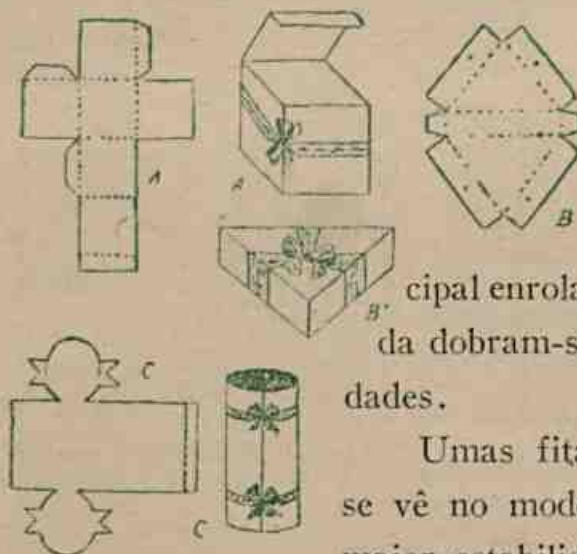 A
A
B
B'
cipal enrola
da dobram-s
dades.
C
Umas fita
se vê no mod
C